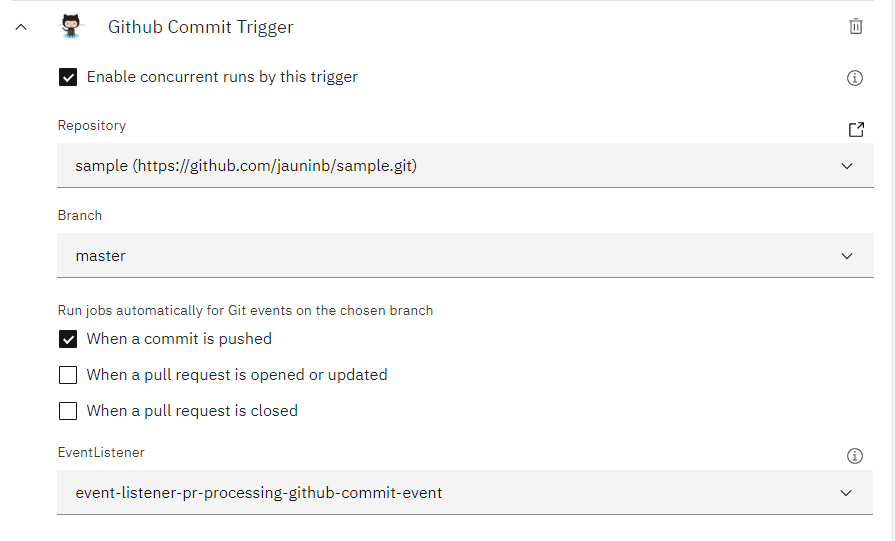 Github Commit Trigger
Enable concurrent runs by this trigger
Repository
sample (https://github.com/jauninb/sample.git)
Branch
master
Run jobs automatically for Git events on the chosen branch
When a commit is pushed
When a pull request is opened or updated
When a pull request is closed
EventListener
event-listener-pr-processing-github-commit-event